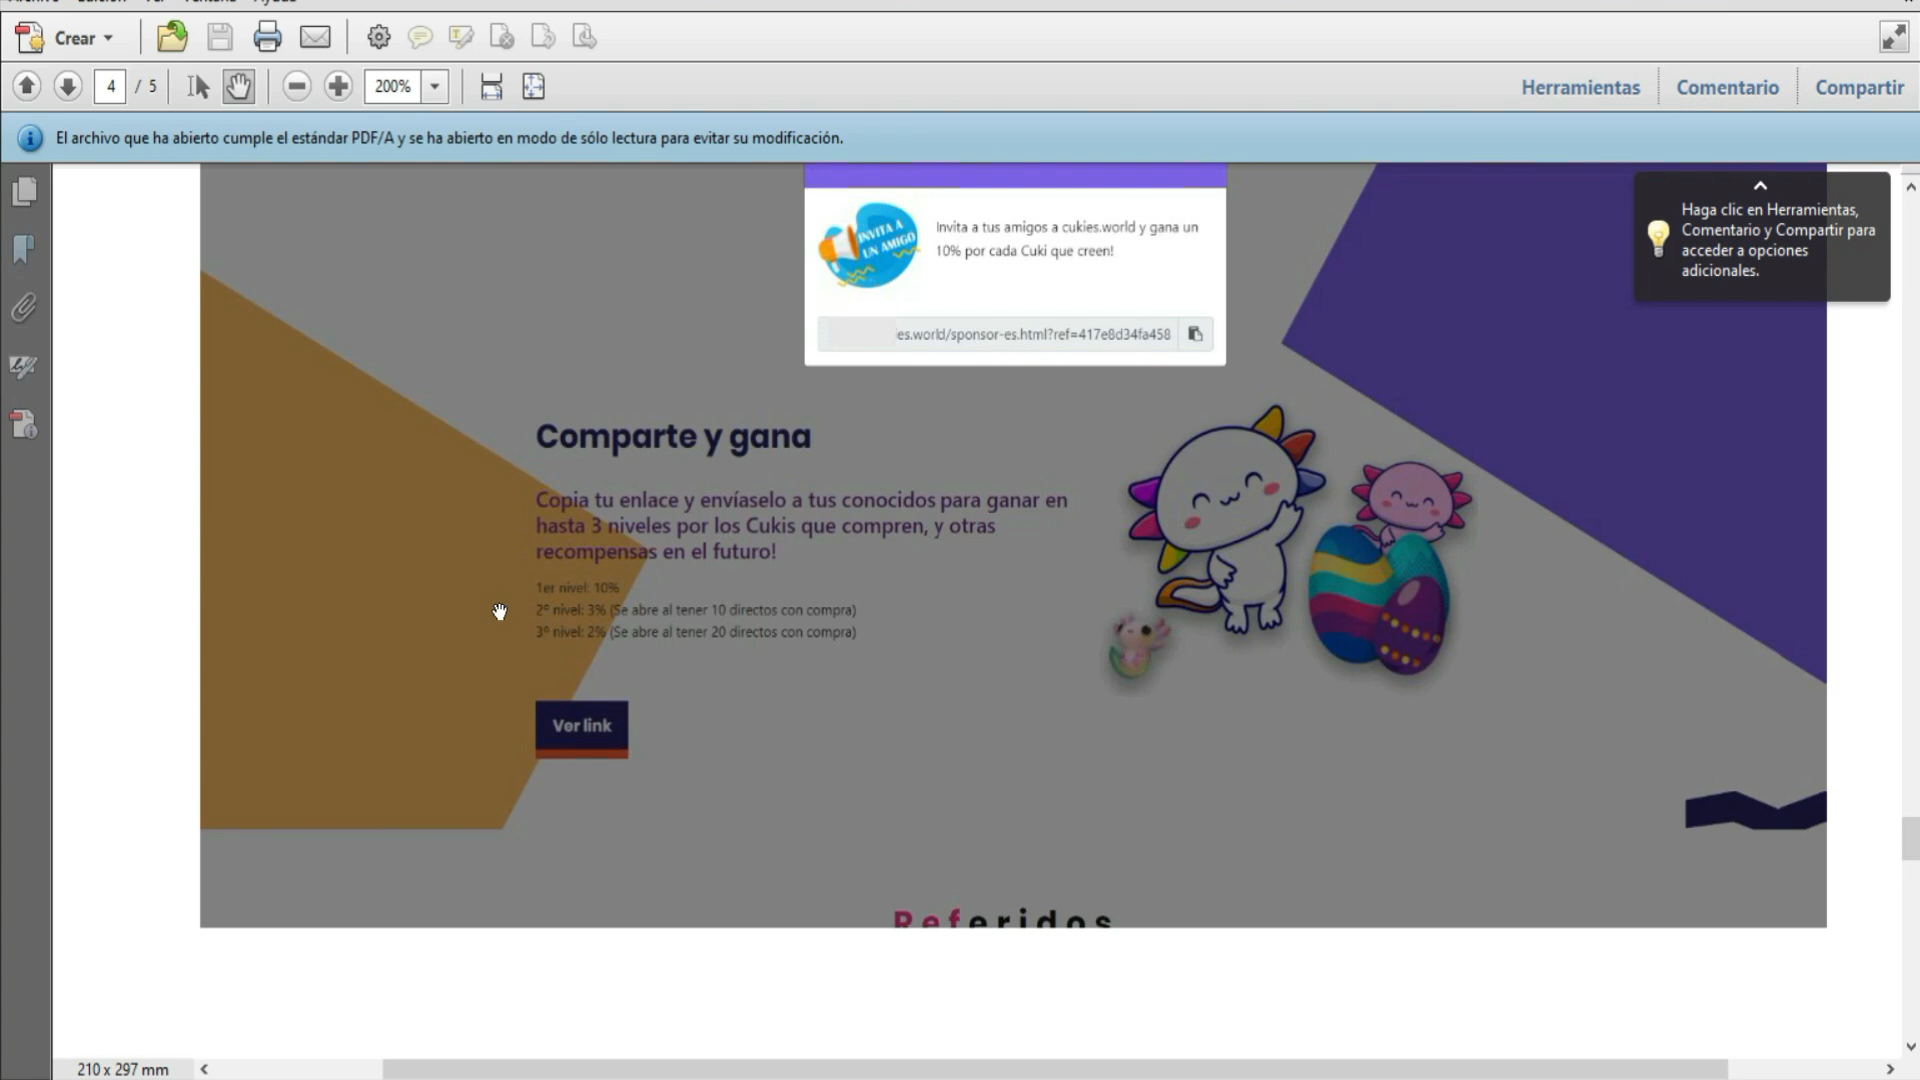 Crear
4 / 5
200%
Herramientas
Comentario
Compartir
El archivo que ha abierto cumple el estándar PDF/A y se ha abierto en modo de sólo lectura para evitar su modificación.
Haga clic en Herramientas,
Comentario y Compartir para
acceder a opciones
adicionales.
INVITA A
UN AMIGO
Invita a tus amigos a cukies.world y gana un
10% por cada Cuki que creen!
es.world/sponsor-es.html?ref=417e8d34fa458
Comparte y gana
Copia tu enlace y envíaselo a tus conocidos para ganar en
hasta 3 niveles por los Cukis que compren, y otras
recompensas en el futuro!
1er nivel: 10%
2º nivel: 3% (Se abre al tener 10 directos con compra)
3º nivel: 2% (Se abre al tener 20 directos con compra)
Ver link
Referidos
210 x 297 mm